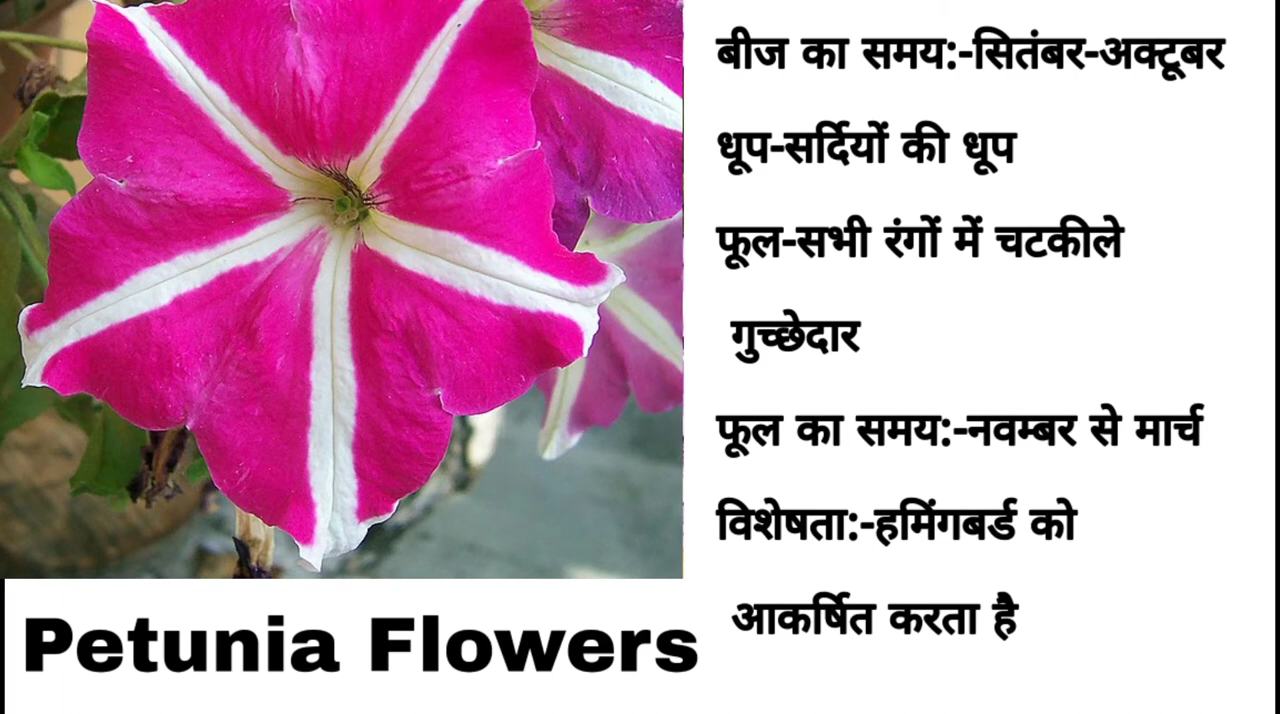 बीज का समय:-सितंबर-अक्टूबर
धूप-सर्दियों की धूप
फूल-सभी रंगों में चटकीले
गुच्छेदार
फूल का समय:-नवम्बर से मार्च
विशेषता:-हमिंगबर्ड को
आकर्षित करता है
Petunia Flowers